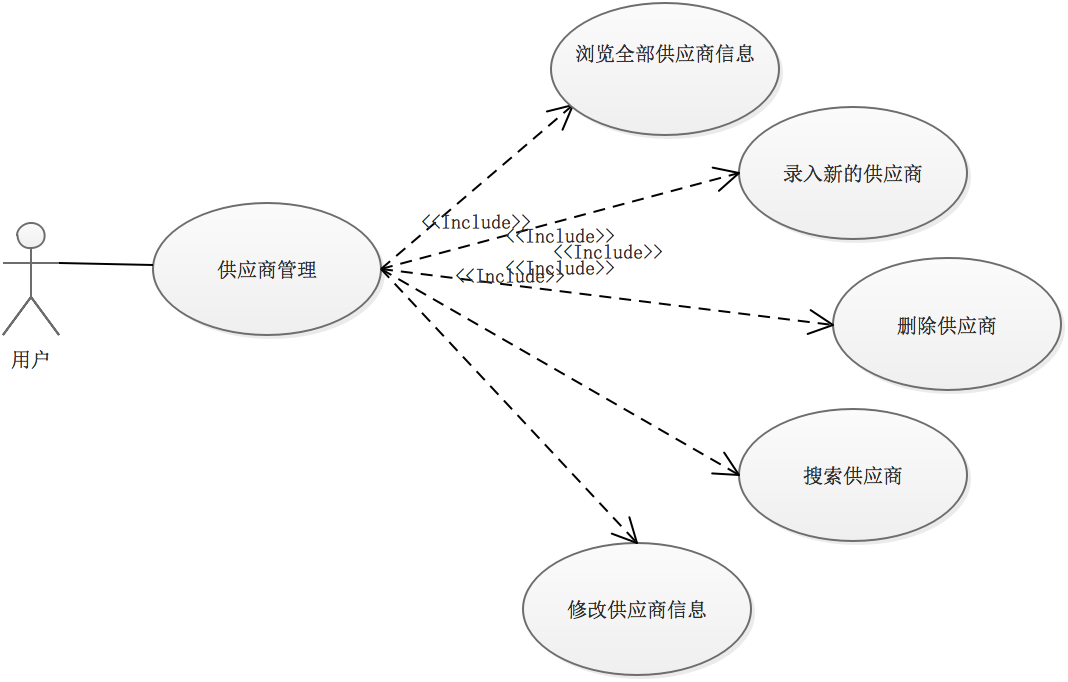 浏览全部供应商信息
录入新的供应商
<<Include>>
<<Include>>
<<Include>>
<<Include>>
<<Include>>
供应商管理
删除供应商
用户
搜索供应商
修改供应商信息